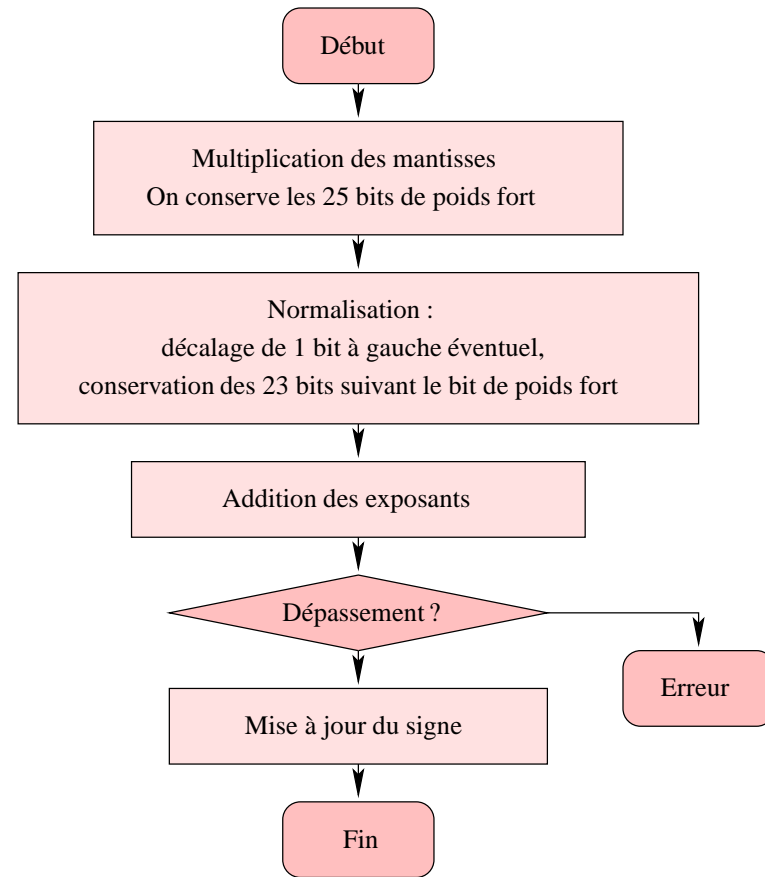 Début
Multiplication des mantisses
On conserve les 25 bits de poids fort
Normalisation :
décalage de 1 bit à gauche éventuel,
conservation des 23 bits suivant le bit de poids fort
Addition des exposants
Dépassement ?
Erreur
Mise à jour du signe
Fin